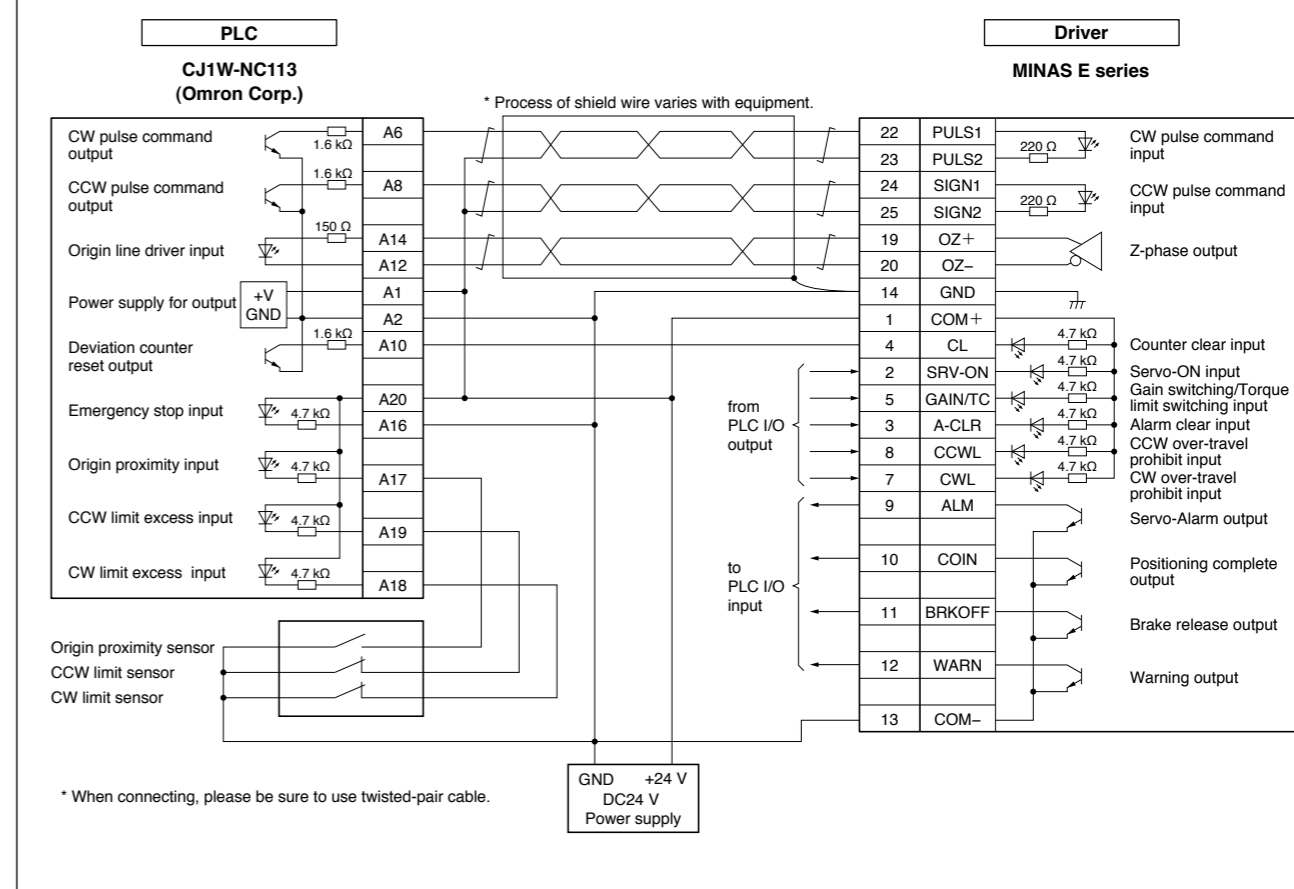 PLC
Driver
CJ1W-NC113
(Omron Corp.)
MINAS E series
* Process of shield wire varies with equipment.
CW pulse command
output
1.6 kΩ
A6
22 PULS1
220 Ω
CW pulse command
input
23 PULS2
CCW pulse command
output
1.6 kΩ
A8
24 SIGN1
220 Ω
CCW pulse command
input
25 SIGN2
Origin line driver input
150 Ω
A14
19 OZ+
Z-phase output
A12
20 OZ–
Power supply for output
+V
GND
A1
14 GND
A2
1 COM+
Deviation counter
reset output
1.6 kΩ
A10
4 CL
4.7 kΩ
Counter clear input
from
PLC I/O
output
2 SRV-ON
4.7 kΩ
Servo-ON input
Emergency stop input
4.7 kΩ
A20
5 GAIN/TC
4.7 kΩ
Gain switching/Torque
limit switching input
A16
3 A-CLR
4.7 kΩ
Alarm clear input
8 CCWL
4.7 kΩ
CCW over-travel
prohibit input
Origin proximity input
4.7 kΩ
A17
7 CWL
4.7 kΩ
CW over-travel
prohibit input
to
PLC I/O
input
9 ALM
Servo-Alarm output
CCW limit excess input
4.7 kΩ
A19
10 COIN
Positioning complete
output
CW limit excess input
4.7 kΩ
A18
11 BRKOFF
Brake release output
12 WARN
Warning output
13 COM–
Origin proximity sensor
CCW limit sensor
CW limit sensor
GND +24 V
DC24 V
Power supply
* When connecting, please be sure to use twisted-pair cable.